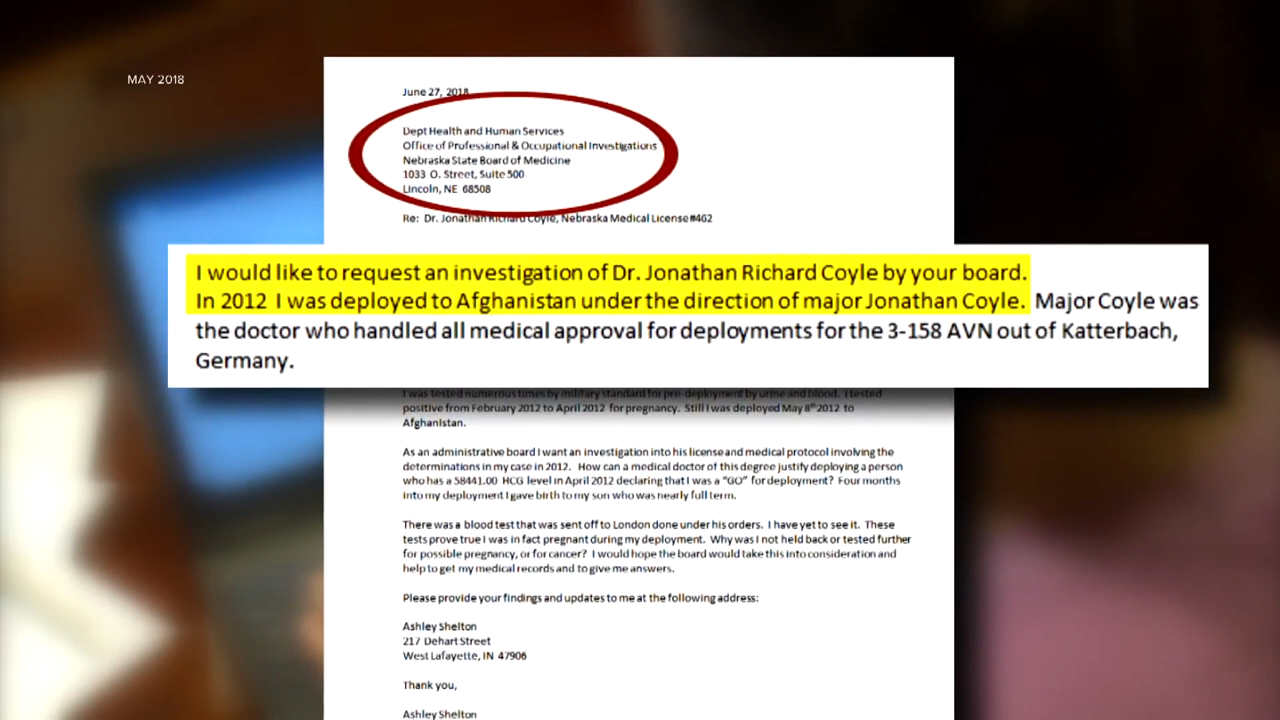 MAY 2018
June 27, 2018
Dept Health and Human Services
Office of Professional & Occupational Investigations
Nebraska State Board of Medicine
1033 O. Street, Suite 500
Lincoln, NE 68508
Re: Dr. Jonathan Richard Coyle, Nebraska Medical License #462
I would like to request an investigation of Dr. Jonathan Richard Coyle by your board.
In 2012 I was deployed to Afghanistan under the direction of major Jonathan Coyle. Major Coyle was
the doctor who handled all medical approval for deployments for the 3-158 AVN out of Katterbach,
Germany.
I was tested numerous times by military standard for pre-deployment by urine and blood. I tested
positive from February 2012 to April 2012 for pregnancy. Still I was deployed May 8th 2012 to
Afghanistan.
As an administrative board I want an investigation into his license and medical protocol involving the
determinations in my case in 2012. How can a medical doctor of this degree justify deploying a person
who has a 58441.00 HCG level in April 2012 declaring that I was a "GO" for deployment? Four months
into my deployment I gave birth to my son who was nearly full term.
There was a blood test that was sent off to London done under his orders. I have yet to see it. These
tests prove true I was in fact pregnant during my deployment. Why was I not held back or tested further
for possible pregnancy, or for cancer? I would hope the board would take this into consideration and
help to get my medical records and to give me answers.
Please provide your findings and updates to me at the following address:
Ashley Shelton
217 Dehart Street
West Lafayette, IN 47906
Thank you,
Ashley Shelton